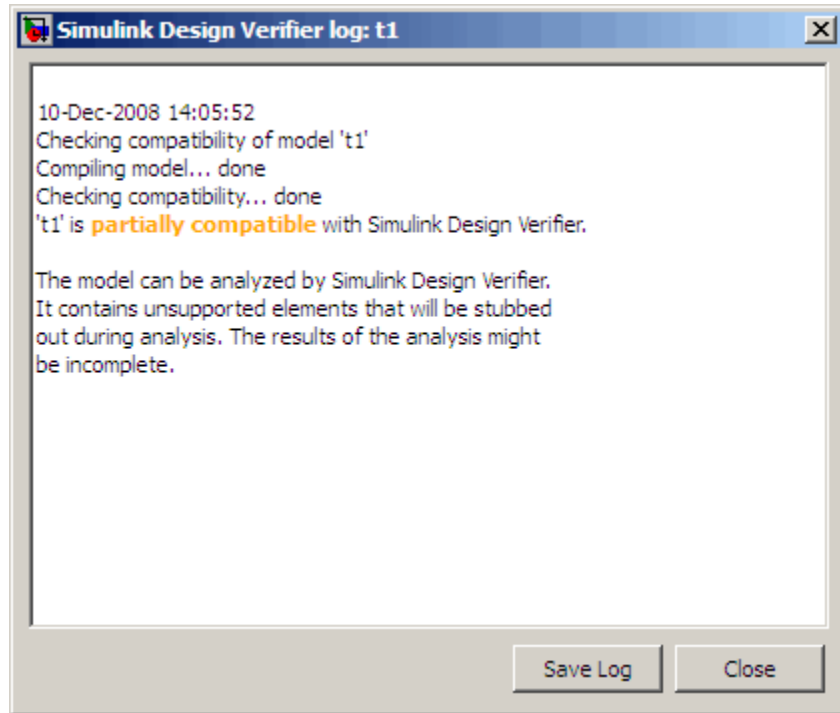 Simulink Design Verifier log: t1
10-Dec-2008 14:05:52
Checking compatibility of model 't1'
Compiling model... done
Checking compatibility... done
't1' is partially compatible with Simulink Design Verifier.
The model can be analyzed by Simulink Design Verifier.
It contains unsupported elements that will be stubbed
out during analysis. The results of the analysis might
be incomplete.
Save Log
Close